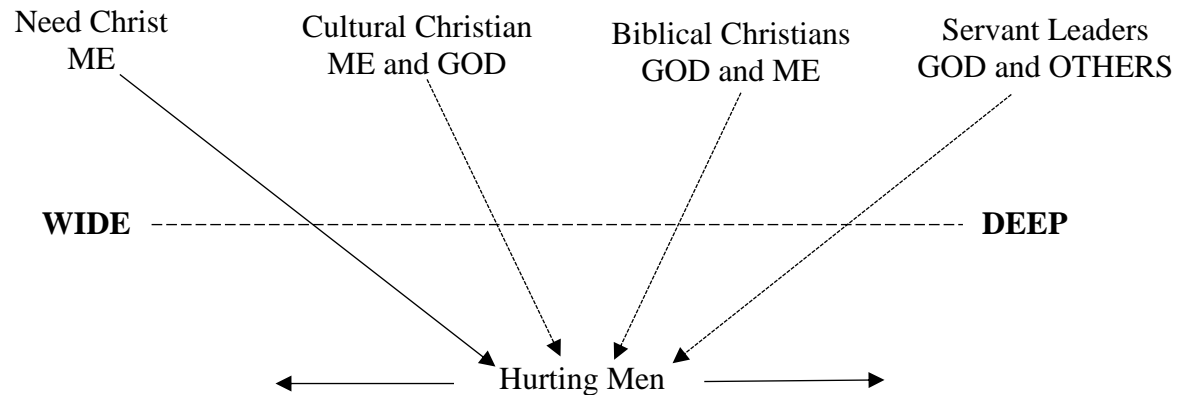 Need Christ
ME
Cultural Christian
ME and GOD
Biblical Christians
GOD and ME
Servant Leaders
GOD and OTHERS
WIDE
DEEP
Hurting Men